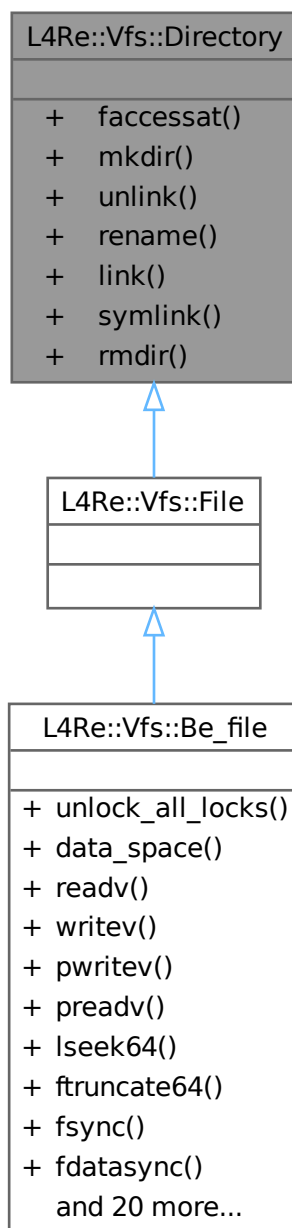 L4Re::Vfs::Directory
+ faccessat()
+ mkdir()
+ unlink()
+ rename()
+ link()
+ symlink()
+ rmdir()
L4Re::Vfs::File
L4Re::Vfs::Be_file
+ unlock_all_locks()
+ data_space()
+ readv()
+ writev()
+ pwritev()
+ preadv()
+ lseek64()
+ ftruncate64()
+ fsync()
+ fdatasync()
and 20 more...